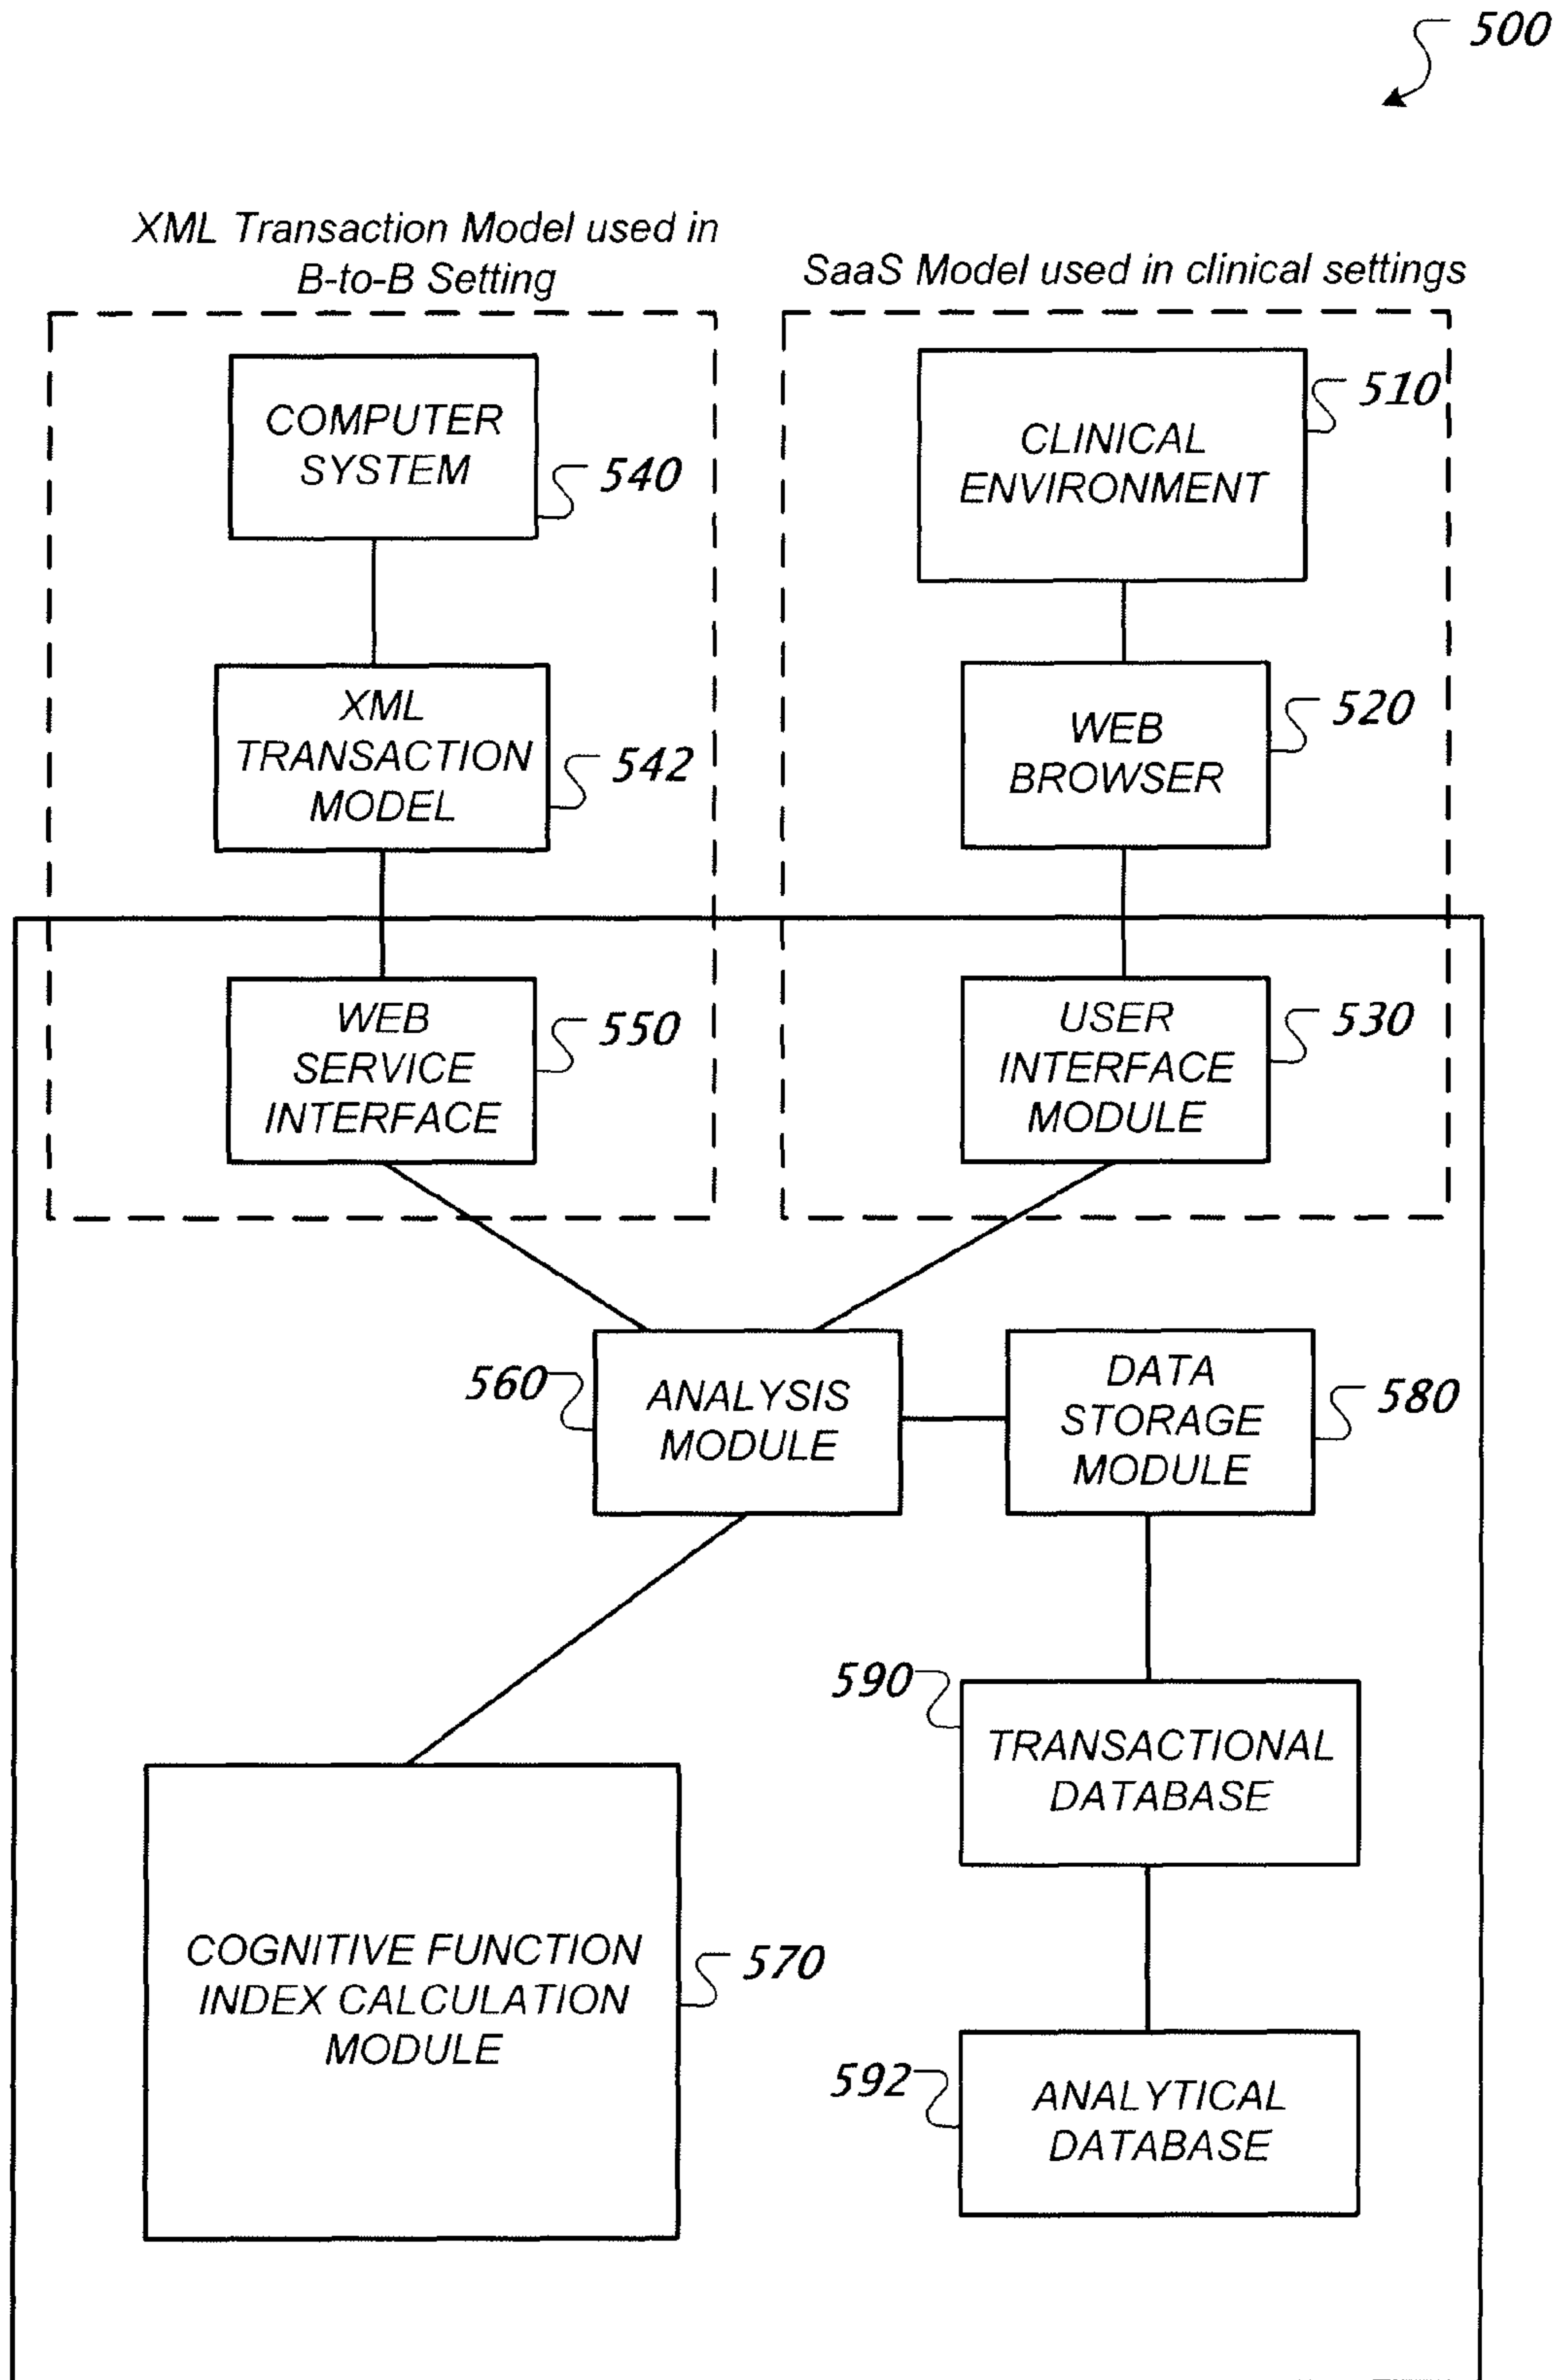 500
XML Transaction Model used in
B-to-B Setting
SaaS Model used in clinical settings
COMPUTER
SYSTEM
540
CLINICAL
ENVIRONMENT
510
XML
TRANSACTION
MODEL
542
WEB
BROWSER
520
WEB
SERVICE
INTERFACE
550
USER
INTERFACE
MODULE
530
560
ANALYSIS
MODULE
DATA
STORAGE
MODULE
580
590
TRANSACTIONAL
DATABASE
COGNITIVE FUNCTION
INDEX CALCULATION
MODULE
570
592
ANALYTICAL
DATABASE